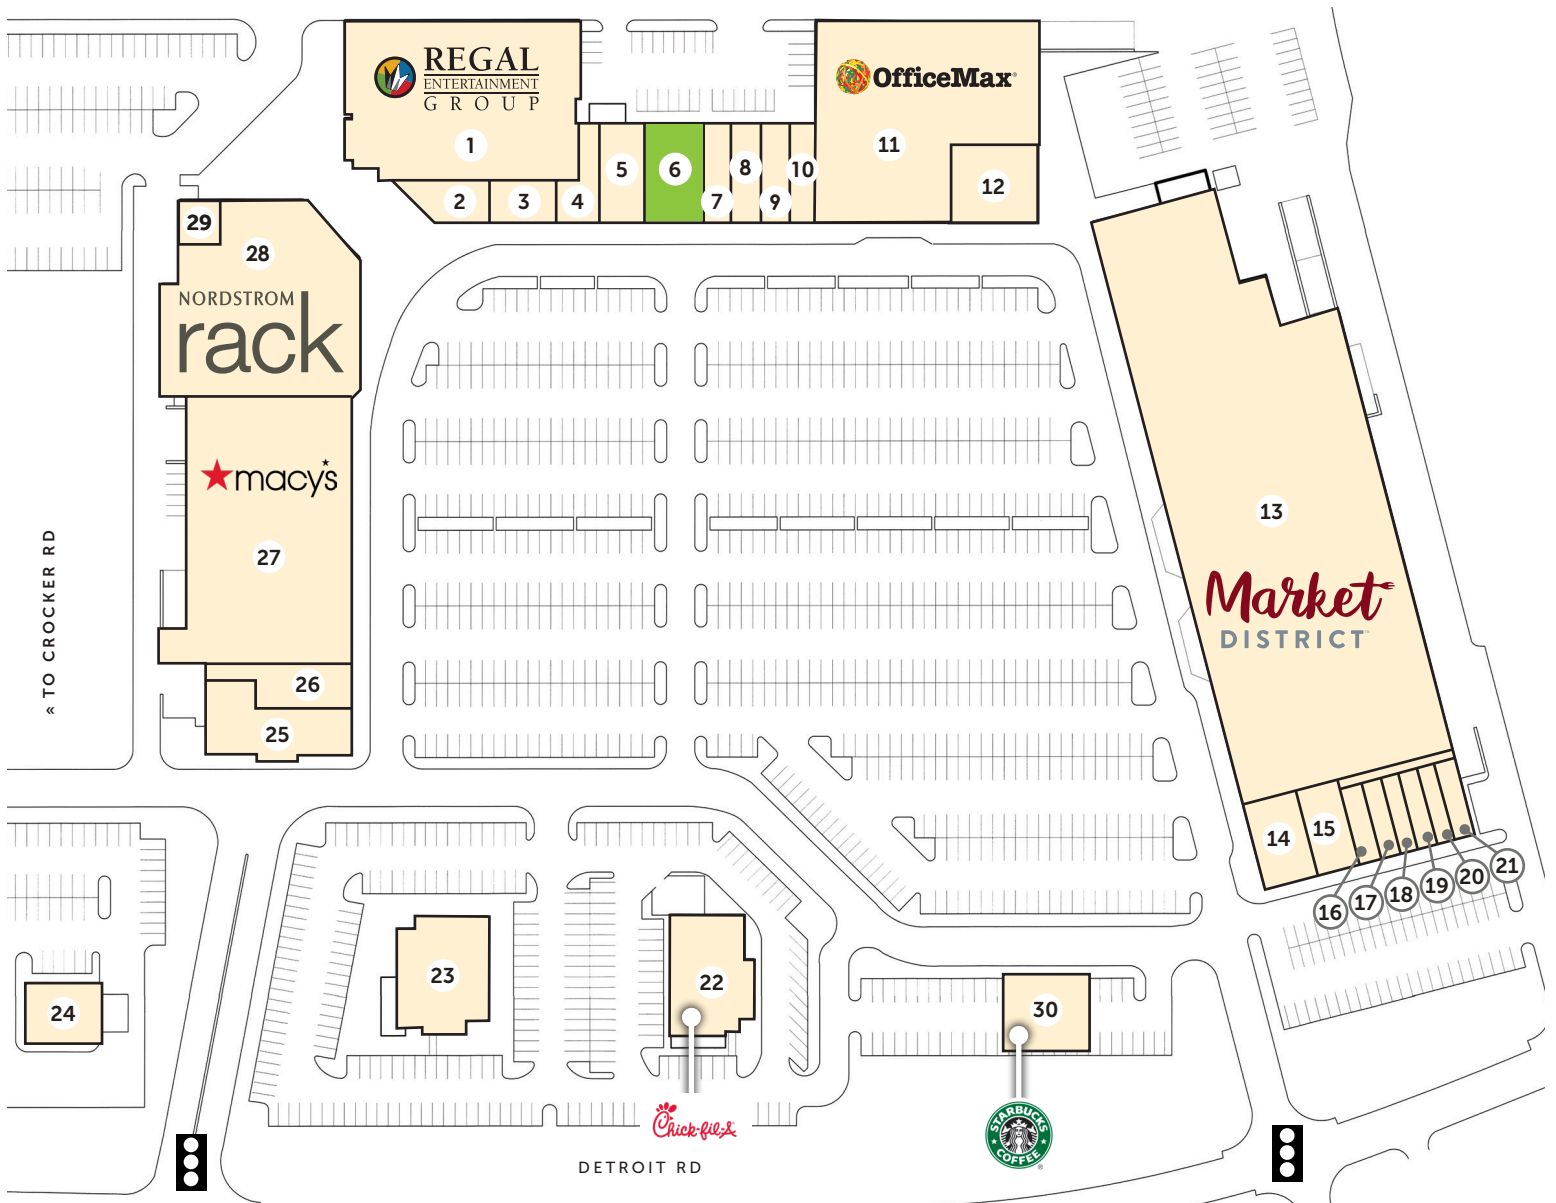 REGAL
ENTERTAINMENT
GROUP
1
2
3
4
5
6
7
8
9
10
OfficeMax
11
12
29
28
NORDSTROM
rack
macy's
27
26
25
« TO CROCKER RD
13
Market
DISTRICT
14
15
16
17
18
19
20
21
22
23
24
30
Chick-fil-A
STARBUCKS
COFFEE
DETROIT RD